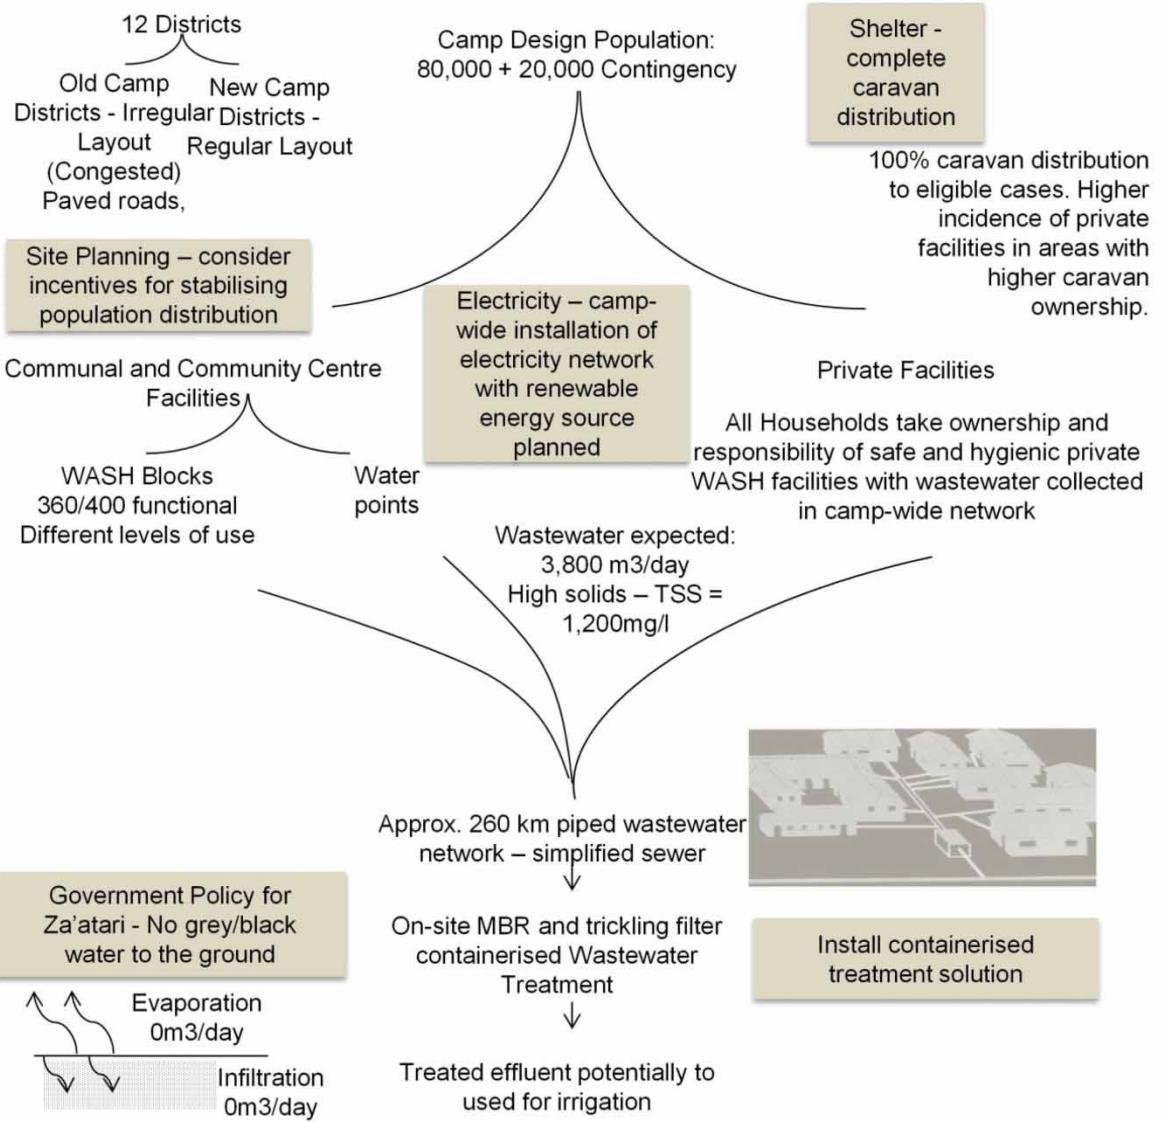 12 Districts
Old Camp
Districts - Irregular
Layout
(Congested)
Paved roads,
New Camp
Districts -
Regular Layout
Camp Design Population:
80,000 + 20,000 Contingency
Shelter -
complete
caravan
distribution
100% caravan distribution
to eligible cases. Higher
incidence of private
facilities in areas with
higher caravan
ownership.
Site Planning – consider
incentives for stabilising
population distribution
Electricity – camp-
wide installation of
electricity network
with renewable
energy source
planned
Communal and Community Centre
Facilities
WASH Blocks
360/400 functional
Different levels of use
Water
points
Private Facilities
All Households take ownership and
responsibility of safe and hygienic private
WASH facilities with wastewater collected
in camp-wide network
Wastewater expected:
3,800 m3/day
High solids – TSS =
1,200mg/l
Approx. 260 km piped wastewater
network – simplified sewer
On-site MBR and trickling filter
containerised Wastewater
Treatment
Install containerised
treatment solution
Treated effluent potentially to
used for irrigation
Government Policy for
Za'atari - No grey/black
water to the ground
Evaporation
0m3/day
Infiltration
0m3/day